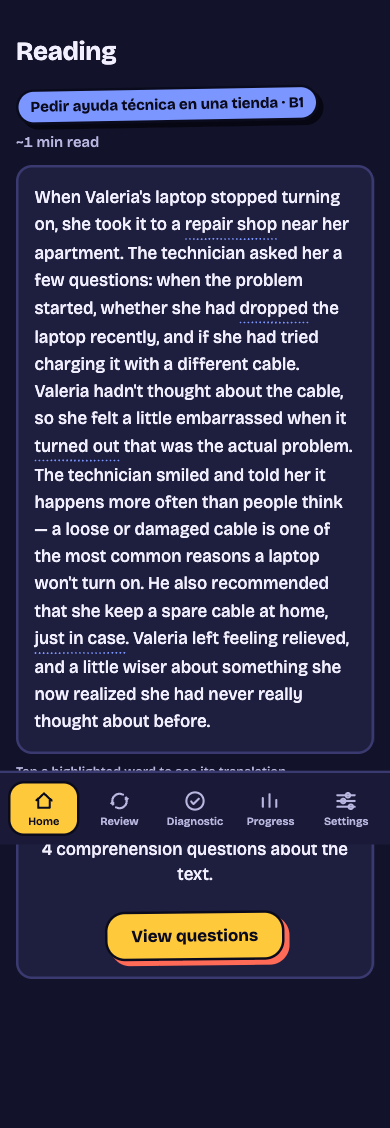 Reading
Pedir ayuda técnica en una tienda · B1
~1 min read
When Valeria's laptop stopped turning
on, she took it to a repair shop near her
apartment. The technician asked her a
few questions: when the problem
started, whether she had dropped the
laptop recently, and if she had tried
charging it with a different cable.
Valeria hadn't thought about the cable,
so she felt a little embarrassed when it
turned out that was the actual problem.
The technician smiled and told her it
happens more often than people think
— a loose or damaged cable is one of
the most common reasons a laptop
won't turn on. He also recommended
that she keep a spare cable at home,
just in case. Valeria left feeling relieved,
and a little wiser about something she
now realized she had never really
thought about before.
Tap a highlighted word to see its translation
Home
Review
Diagnostic
Progress
Settings
4 comprehension questions about the
text.
View questions